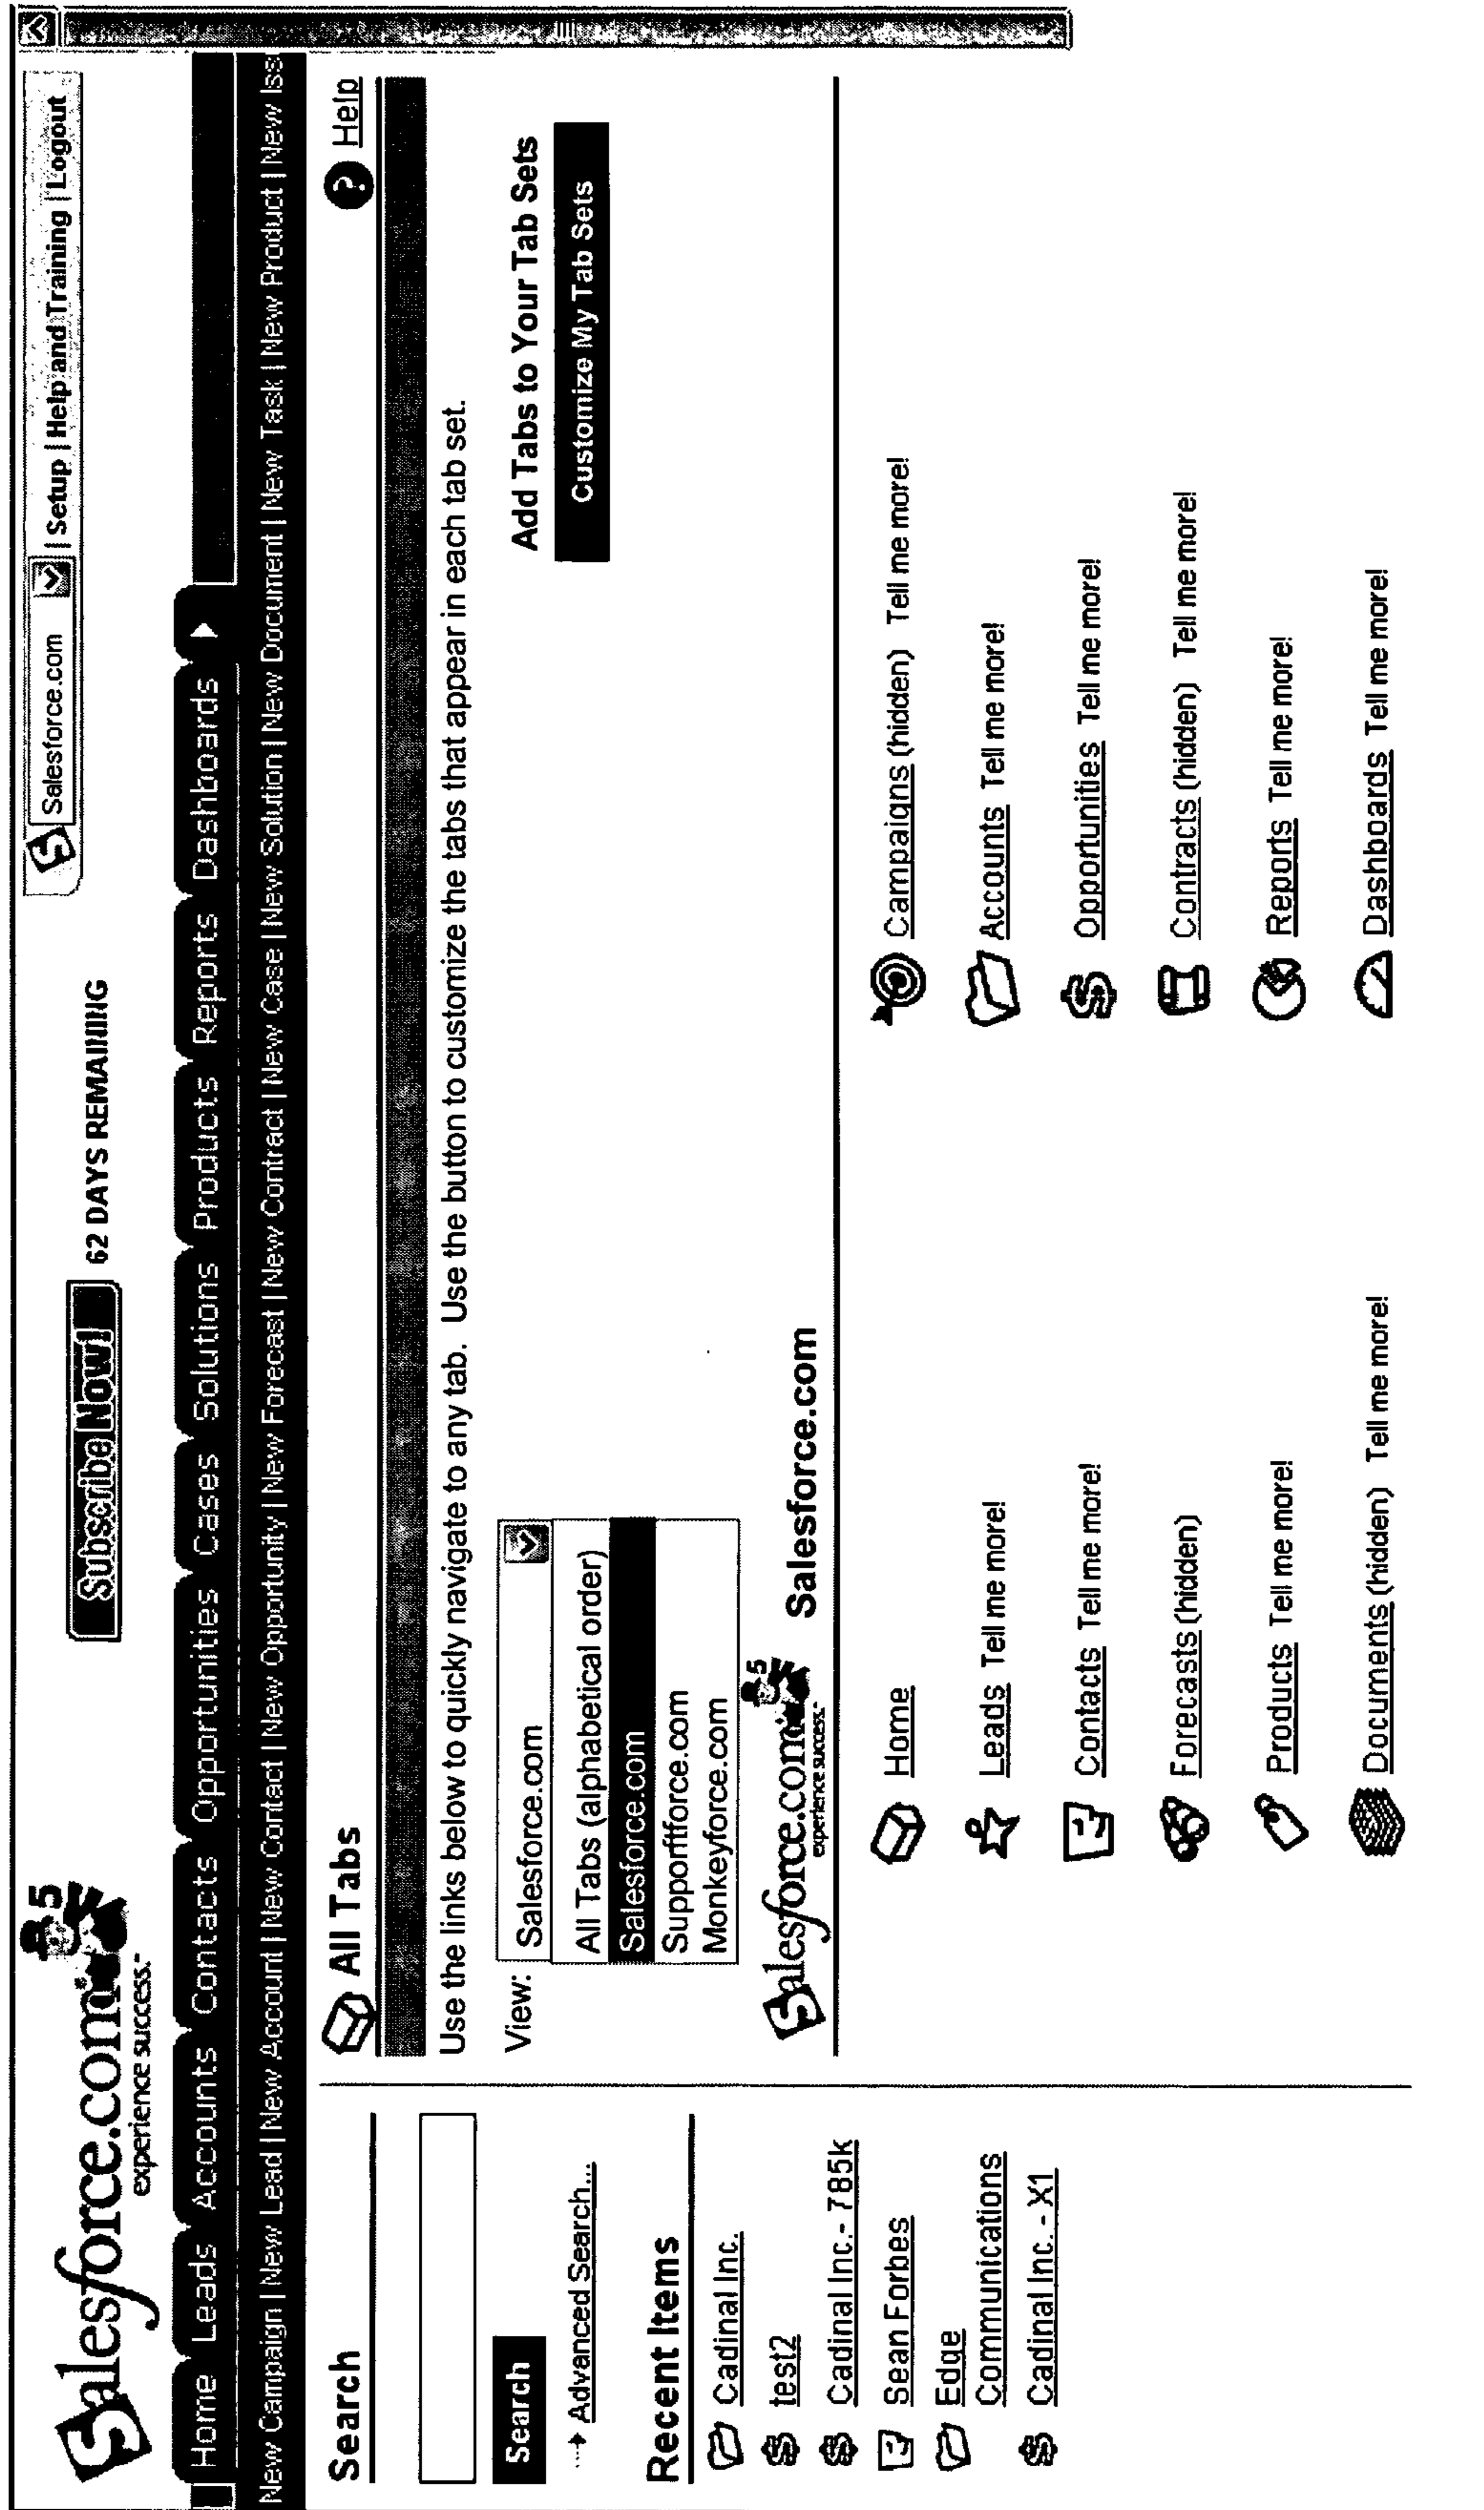 Salesforce.com
experience success.™
5
Subscribe Now!
62 DAYS REMAINING
Salesforce.com | Setup | Help and Training | Logout
Home Leads Accounts Contacts Opportunities Cases Solutions Products Reports Dashboards
New Campaign | New Lead | New Account | New Contact | New Opportunity | New Forecast | New Contract | New Case | New Solution | New Document | New Task | New Product | New Iss
Search
Search
Advanced Search...
Recent Items
Cadinal Inc.
test2
Cadinal Inc.- 785k
Sean Forbes
Edge
Communications
Cadinal Inc. - X1
All Tabs
? Help
Use the links below to quickly navigate to any tab. Use the button to customize the tabs that appear in each tab set.
View: Salesforce.com
All Tabs (alphabetical order)
Salesforce.com
Supportforce.com
Monkeyforce.com
Add Tabs to Your Tab Sets
Customize My Tab Sets
Salesforce.com
experience success.™
5
Salesforce.com
Home
Campaigns (hidden) Tell me more!
Leads Tell me more!
Accounts Tell me more!
Contacts Tell me more!
$ Opportunities Tell me more!
Forecasts (hidden)
Contracts (hidden) Tell me more!
Products Tell me more!
Reports Tell me more!
Documents (hidden) Tell me more!
Dashboards Tell me more!